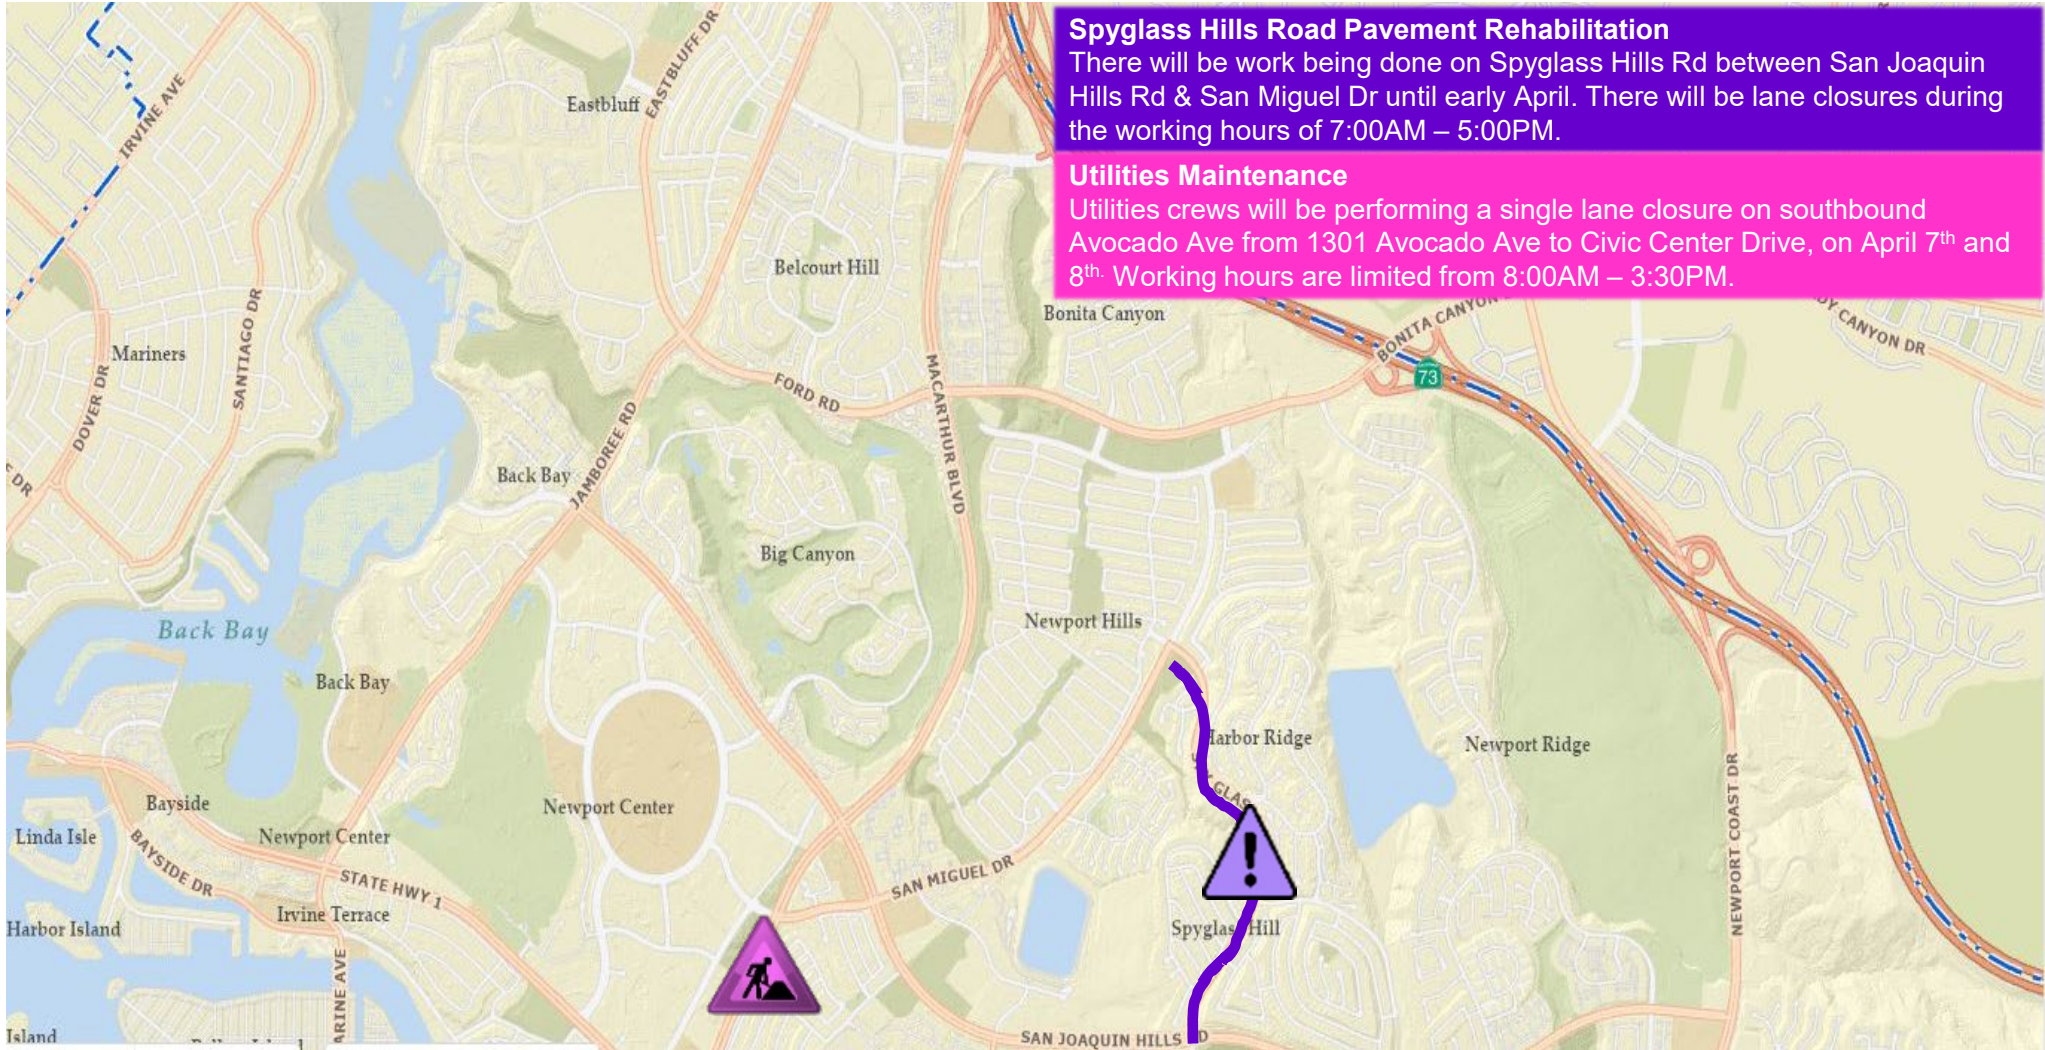 Spyglass Hills Road Pavement Rehabilitation
There will be work being done on Spyglass Hills Rd between San Joaquin
Hills Rd & San Miguel Dr until early April. There will be lane closures during
the working hours of 7:00AM – 5:00PM.
Utilities Maintenance
Utilities crews will be performing a single lane closure on southbound
Avocado Ave from 1301 Avocado Ave to Civic Center Drive, on April 7th and
8th. Working hours are limited from 8:00AM – 3:30PM.
EASTBLUFF DR
Eastbluff
IRVINE AVE
Belcourt Hill
Bonita Canyon
BONITA CANYON
CANYON DR
73
SANTIAGO DR
Mariners
DOVER DR
DR
FORD RD
MACARTHUR BLVD
JAMBOREE RD
Back Bay
Big Canyon
Newport Hills
Back Bay
Back Bay
Harbor Ridge
Newport Ridge
NEWPORT COAST DR
Bayside
Newport Center
Linda Isle
Newport Center
BAYSIDE DR
STATE HWY 1
SAN MIGUEL DR
Irvine Terrace
Harbor Island
Spyglass Hill
Island
SAN JOAQUIN HILLS RD